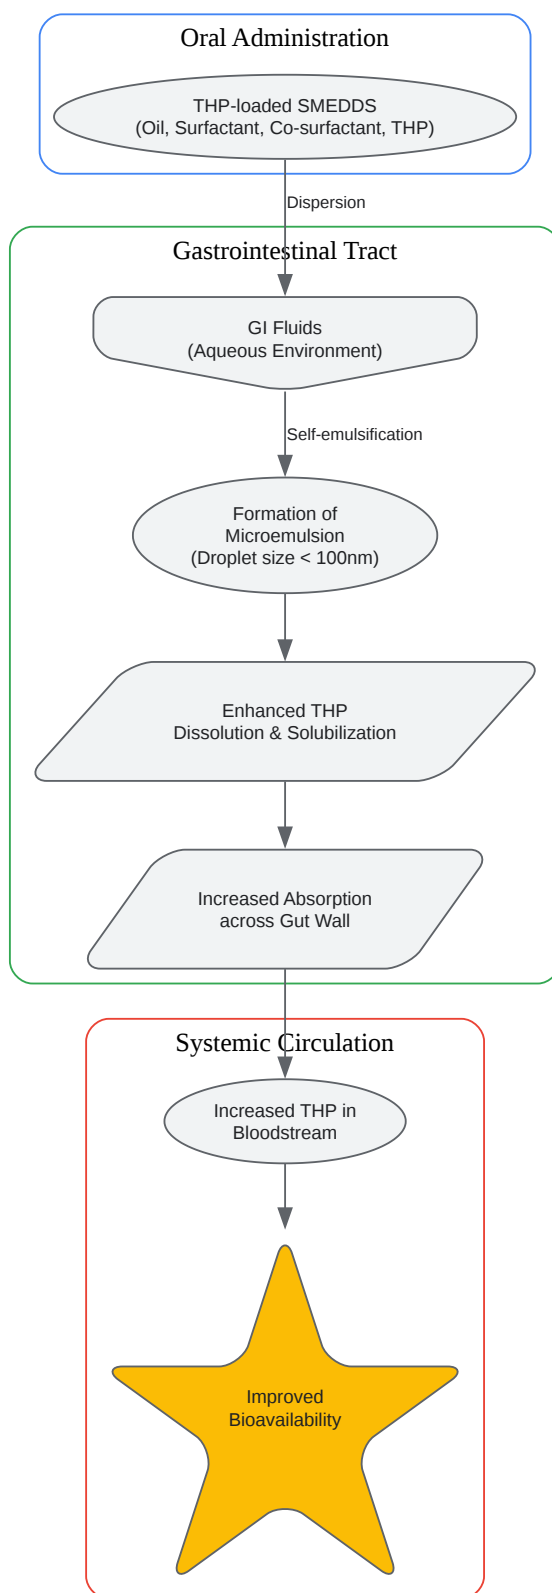 Oral Administration
THP-loaded SMEDDS
(Oil, Surfactant, Co-surfactant, THP)
Dispersion
Gastrointestinal Tract
GI Fluids
(Aqueous Environment)
Self-emulsification
Formation of
Microemulsion
(Droplet size < 100nm)
Enhanced THP
Dissolution & Solubilization
Increased Absorption
across Gut Wall
Systemic Circulation
Increased THP in
Bloodstream
Improved
Bioavailability